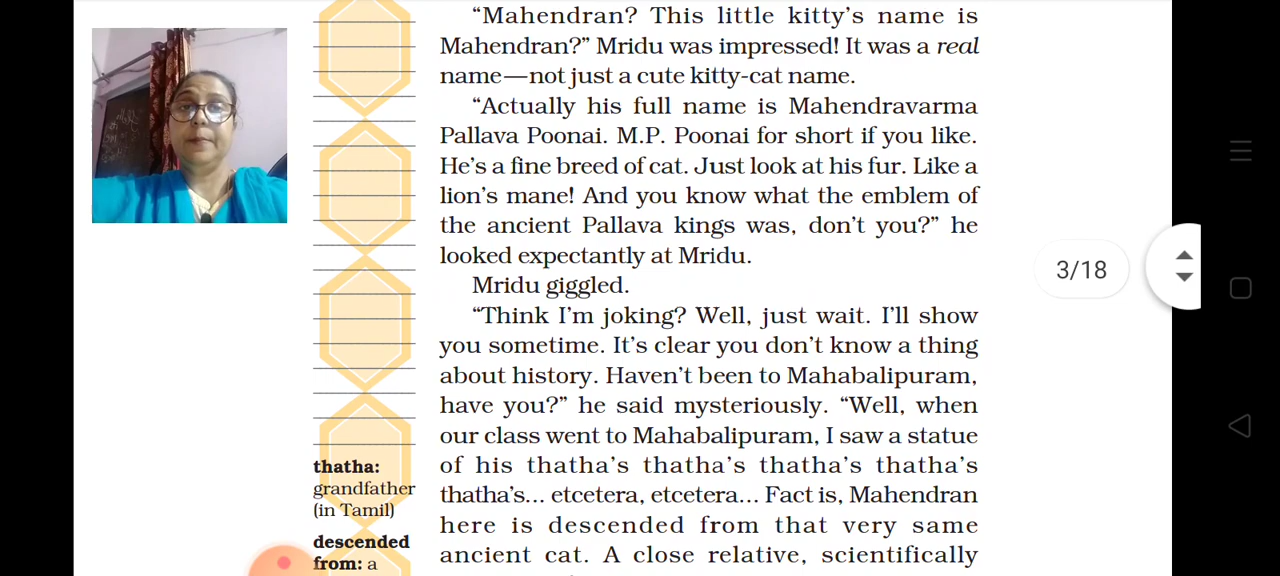 “Mahendran? This little kitty’s name is
Mahendran?” Mridu was impressed! It was a real
name—not just a cute kitty-cat name.
“Actually his full name is Mahendravarma
Pallava Poonai. M.P. Poonai for short if you like.
He’s a fine breed of cat. Just look at his fur. Like a
lion’s mane! And you know what the emblem of
the ancient Pallava kings was, don’t you?” he
looked expectantly at Mridu.
Mridu giggled.
“Think I’m joking? Well, just wait. I’ll show
you sometime. It’s clear you don’t know a thing
about history. Haven’t been to Mahabalipuram,
have you?” he said mysteriously. “Well, when
our class went to Mahabalipuram, I saw a statue
of his thatha’s thatha’s thatha’s thatha’s
thatha’s... etcetera, etcetera... Fact is, Mahendran
here is descended from that very same
ancient cat. A close relative, scientifically
thatha:
grandfather
(in Tamil)
descended
from: a
3/18